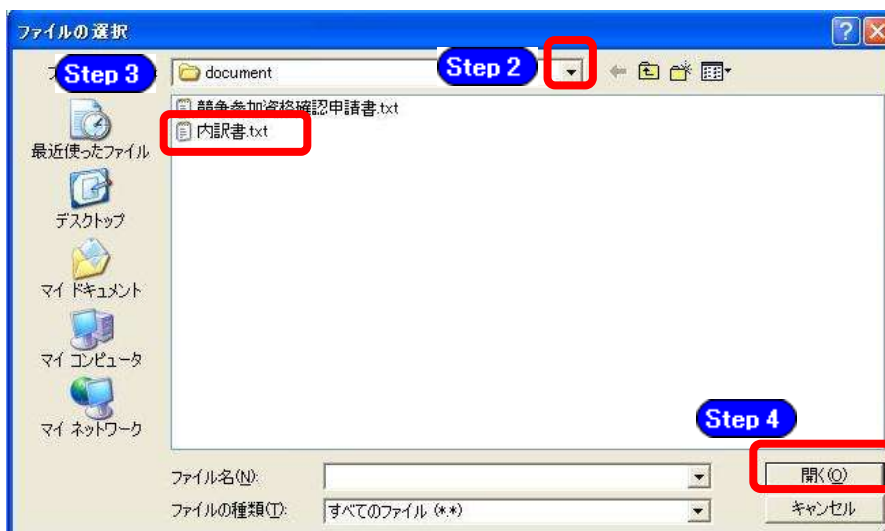 ファイルの選択
Step 3
document
Step 2
競争参加資格確認申請書.txt
内訳書.txt
最近使ったファイル
デスクトップ
マイ ドキュメント
マイ コンピュータ
マイ ネットワーク
Step 4
ファイル名(N):
開く(O)
ファイルの種類(T):
すべてのファイル (*.*)
キャンセル